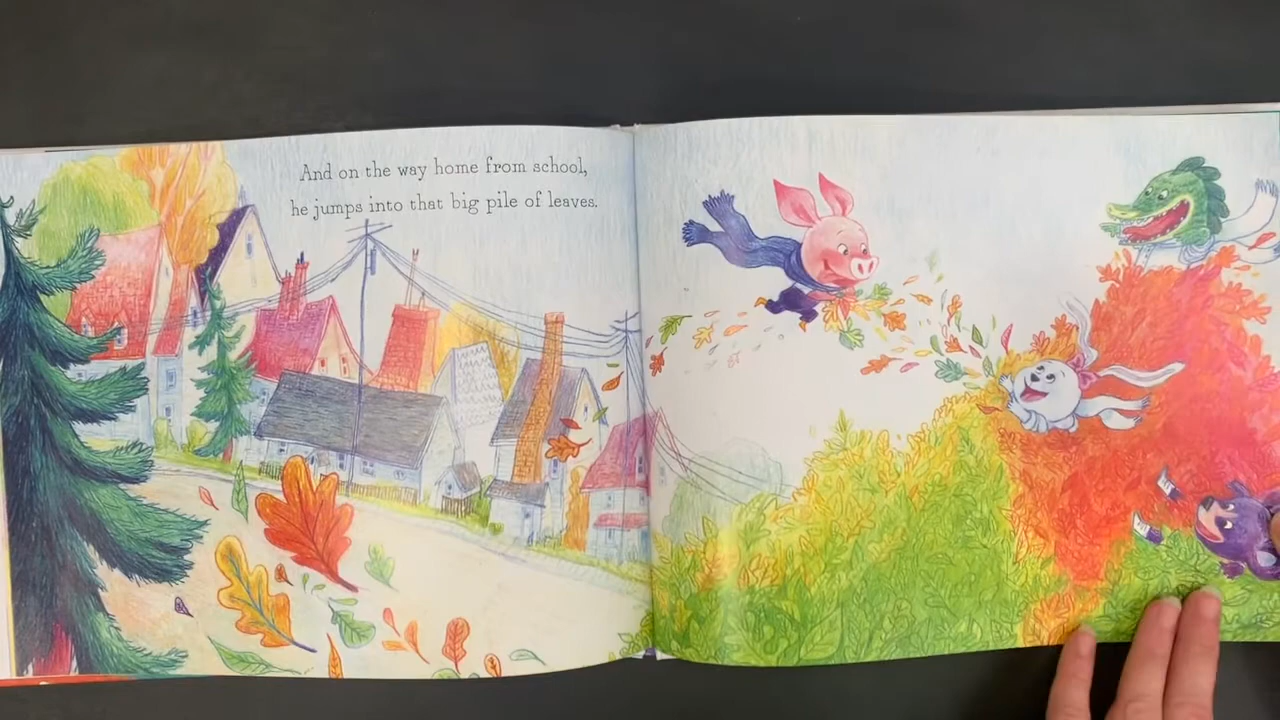 And on the way home from school,
he jumps into that big pile of leaves.